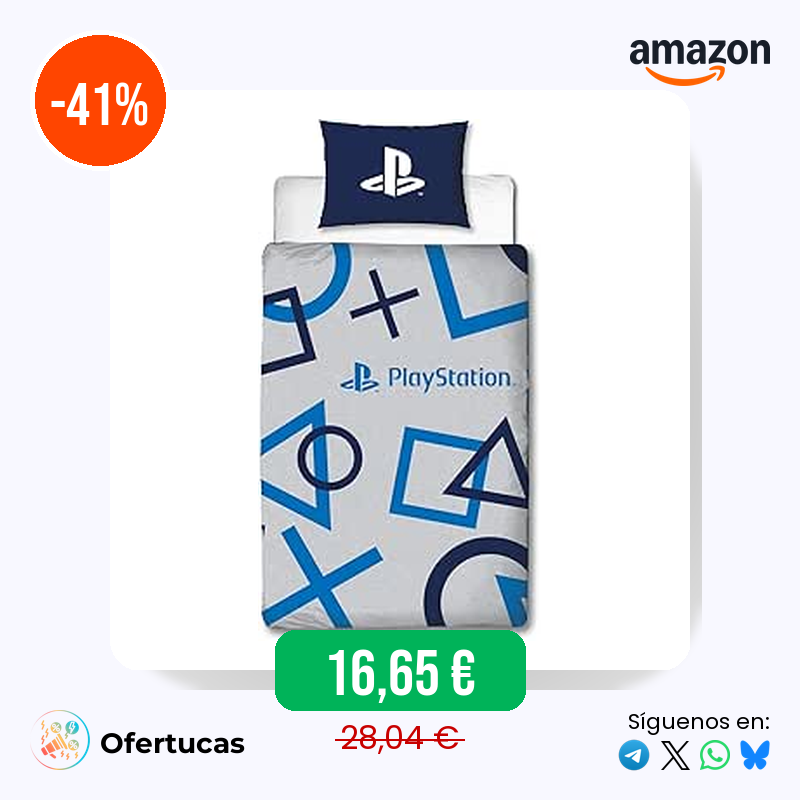 -41%
amazon
PlayStation
16,65 €
28,04 €
Ofertucas
Síguenos en: